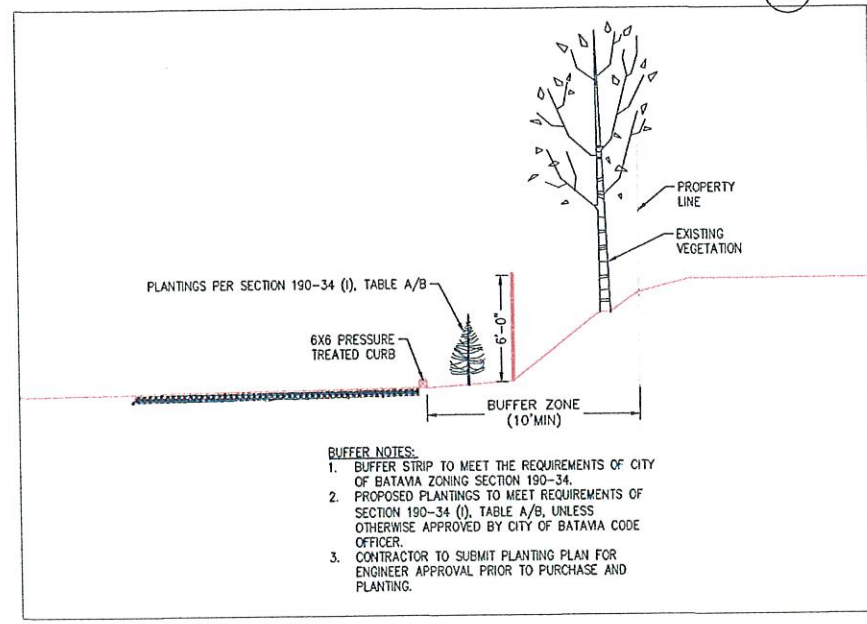 PROPERTY
LINE
EXISTING
VEGETATION
PLANTINGS PER SECTION 190-34 (I), TABLE A/B
6X6 PRESSURE
TREATED CURB
6'-0"
BUFFER ZONE
(10'MIN)
BUFFER NOTES:
1. BUFFER STRIP TO MEET THE REQUIREMENTS OF CITY
OF BATAVIA ZONING SECTION 190-34.
2. PROPOSED PLANTINGS TO MEET REQUIREMENTS OF
SECTION 190-34 (I), TABLE A/B, UNLESS
OTHERWISE APPROVED BY CITY OF BATAVIA CODE
OFFICER.
3. CONTRACTOR TO SUBMIT PLANTING PLAN FOR
ENGINEER APPROVAL PRIOR TO PURCHASE AND
PLANTING.